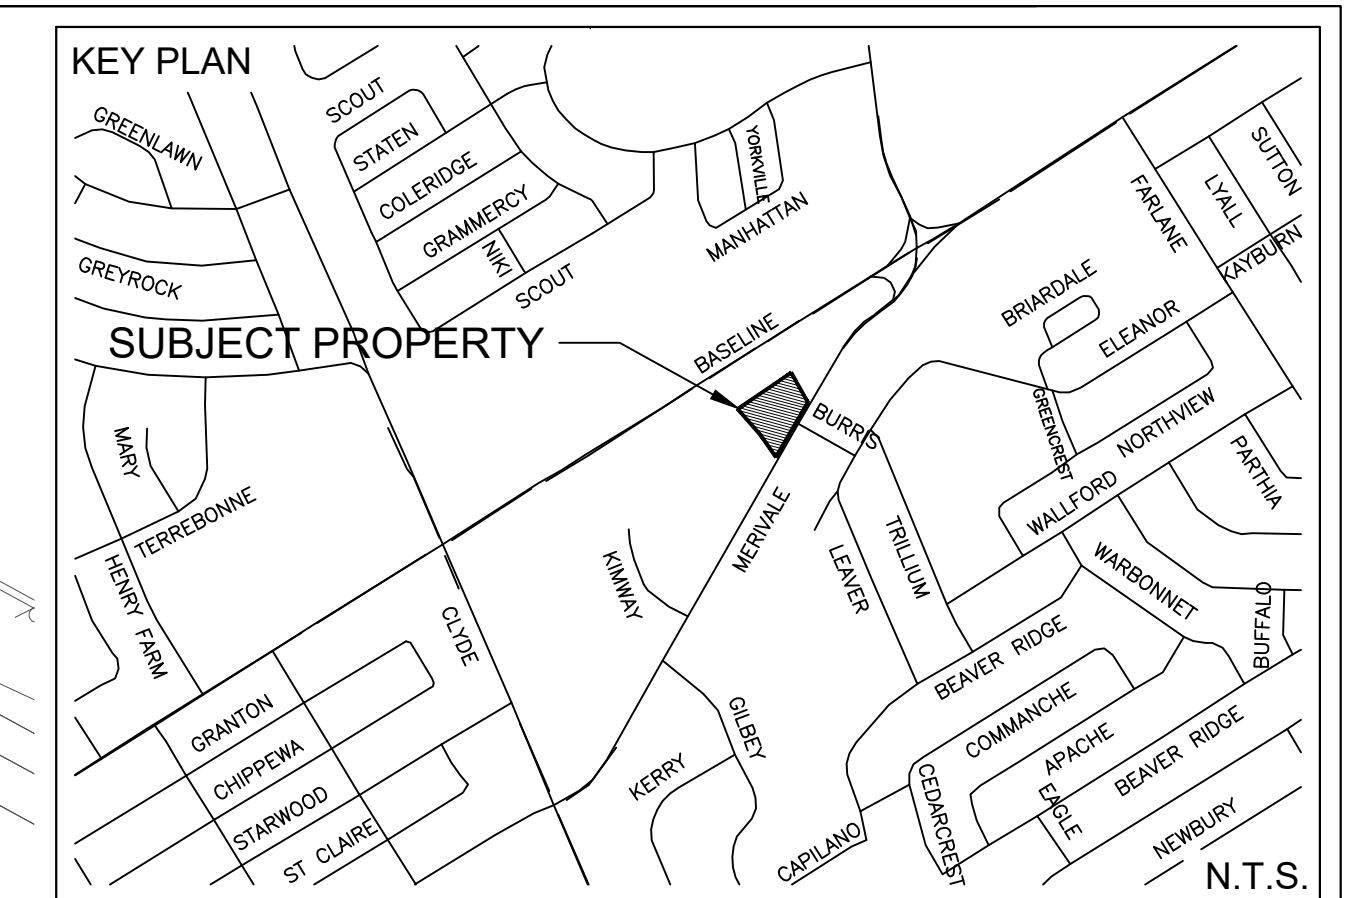 KEY PLAN
SCOUT
GREENLAWN
STATEN
YORKVILLE
SUTTON
COLERIDGE
LYALL
FARLANE
GRAMMERCY
MANHATTAN
NIKI
KAYBURN
GREYROCK
SCOUT
BRIARDALE
ELEANOR
SUBJECT PROPERTY
BASELINE
BURRIS
GREENCREST
NORTHVIEW
MARY
PARTHIA
WALLFORD
TERREBONNE
MERIVALE
TRILLIUM
LEAVER
KIMWAY
WARBONNET
HENRY FARM
CLYDE
BUFFALO
BEAVER RIDGE
GRANTON
GILBEY
COMMANCHE
APACHE
BEAVER RIDGE
CHIPPEWA
KERRY
CEDARCREST
EAGLE
STARWOOD
NEWBURY
ST CLAIRE
CAPILANO
N.T.S.